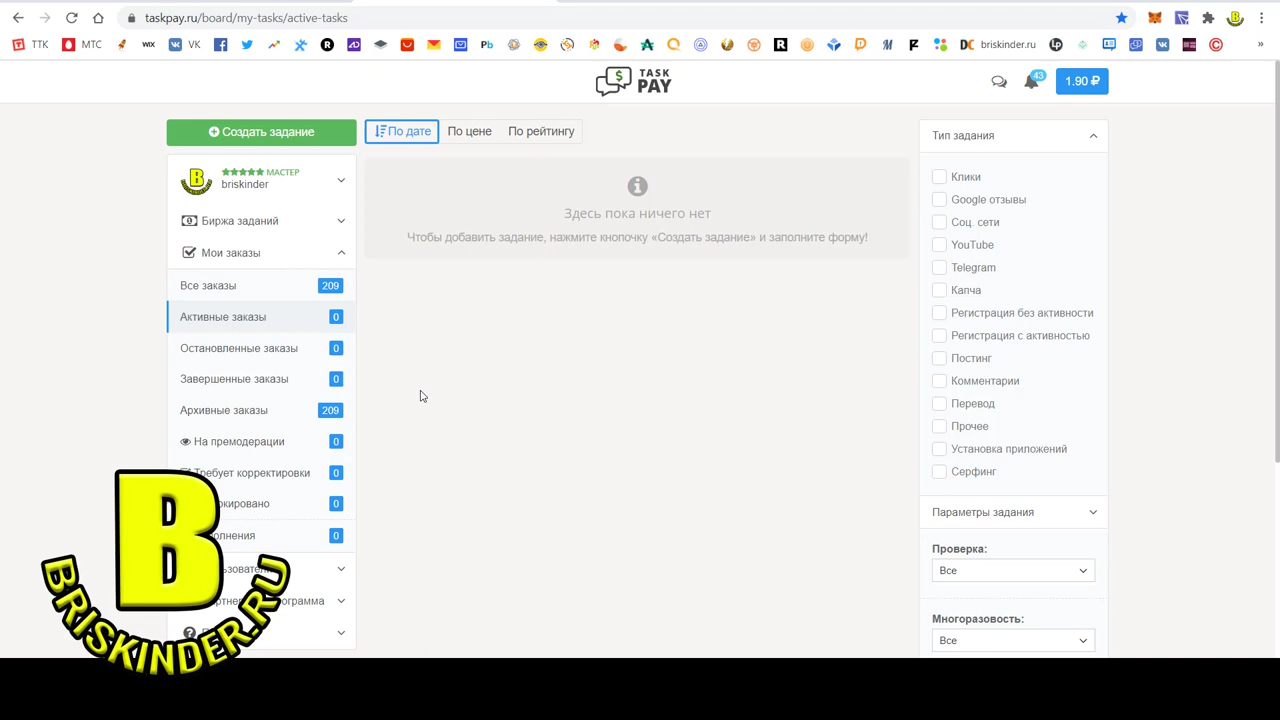 taskpay.ru/board/my-tasks/active-tasks
ТТК
МТС
WIX
VK
Pb
briskinder.ru
TASK
PAY
43
1.90 ₽
Создать задание
МАСТЕР
briskinder
Биржа заданий
Мои заказы
Все заказы 209
Активные заказы 0
Остановленные заказы 0
Завершенные заказы 0
Архивные заказы 209
На премодерации 0
Требует корректировки 0
0
0
По дате
По цене
По рейтингу
Здесь пока ничего нет
Чтобы добавить задание, нажмите кнопочку «Создать задание» и заполните форму!
Тип задания
Клики
Google отзывы
Соц. сети
YouTube
Telegram
Капча
Регистрация без активности
Регистрация с активностью
Постинг
Комментарии
Перевод
Прочее
Установка приложений
Серфинг
Параметры задания
Проверка:
Все
Многоразовость:
Все
B
BRISKINDER.RU